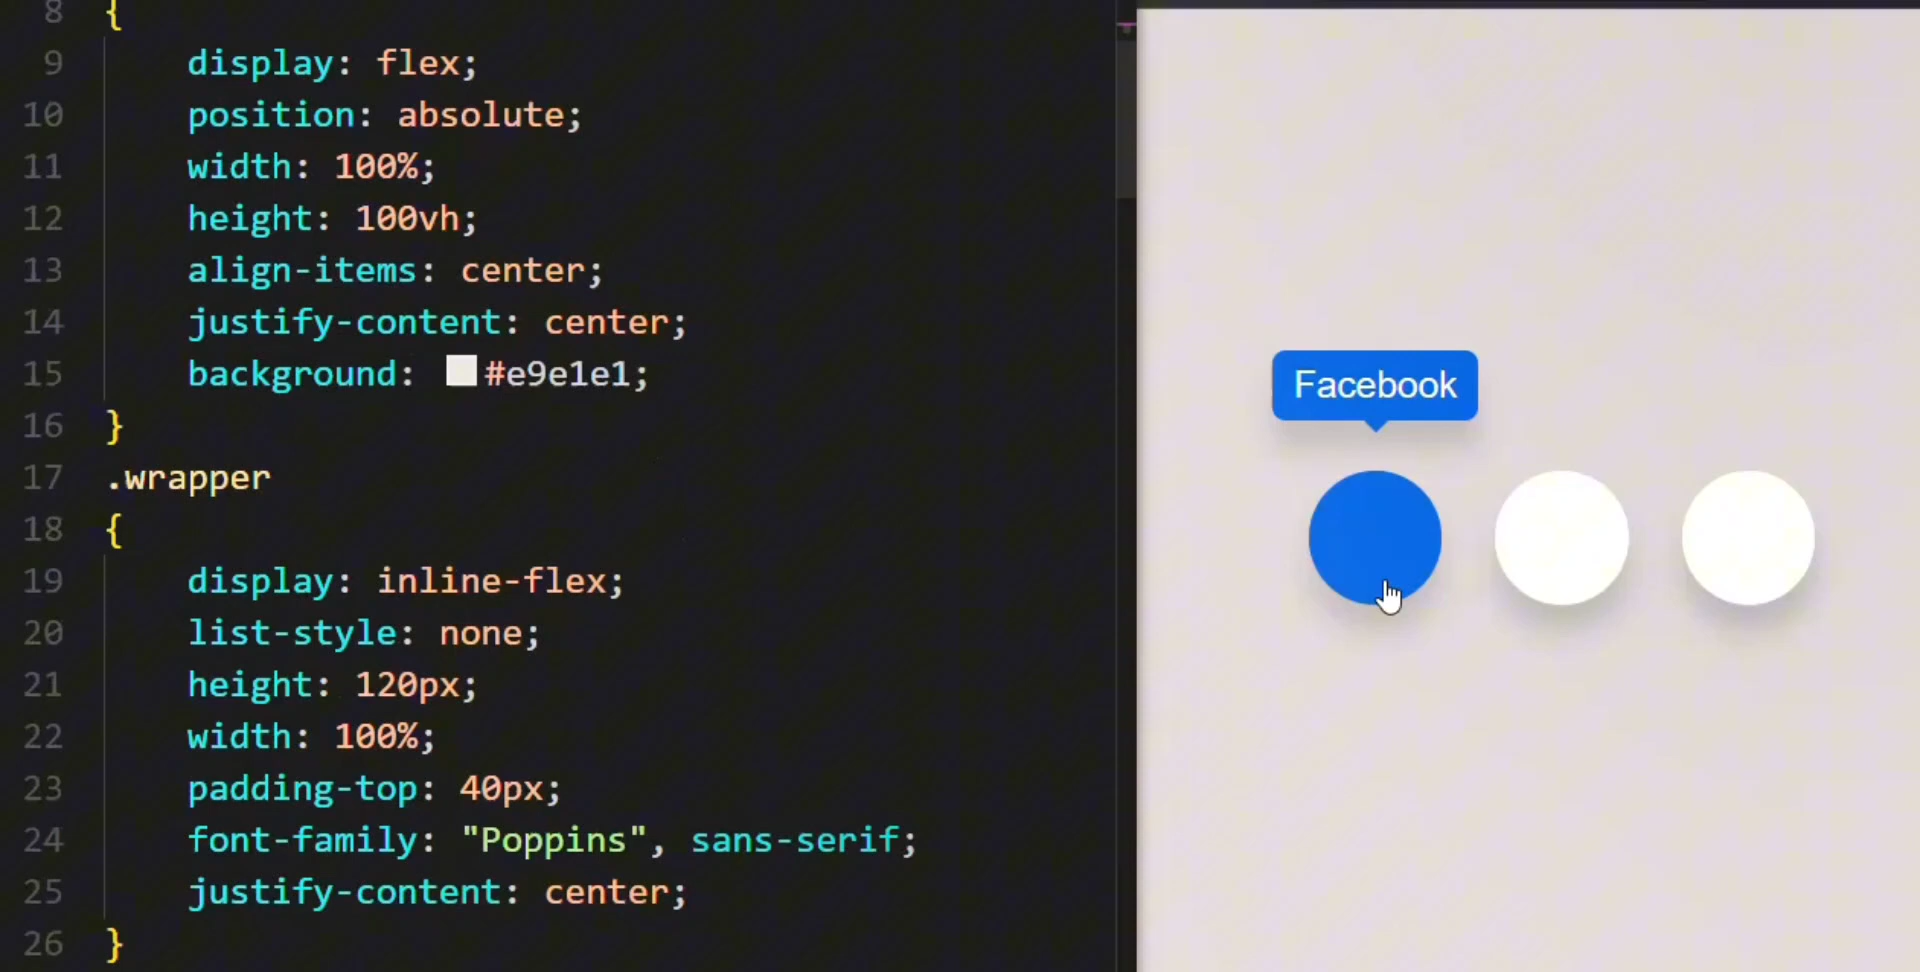 8 {
9 display: flex;
10 position: absolute;
11 width: 100%;
12 height: 100vh;
13 align-items: center;
14 justify-content: center;
15 background: #e9e1e1;
16 }
17 .wrapper
18 {
19 display: inline-flex;
20 list-style: none;
21 height: 120px;
22 width: 100%;
23 padding-top: 40px;
24 font-family: "Poppins", sans-serif;
25 justify-content: center;
26 }
Facebook